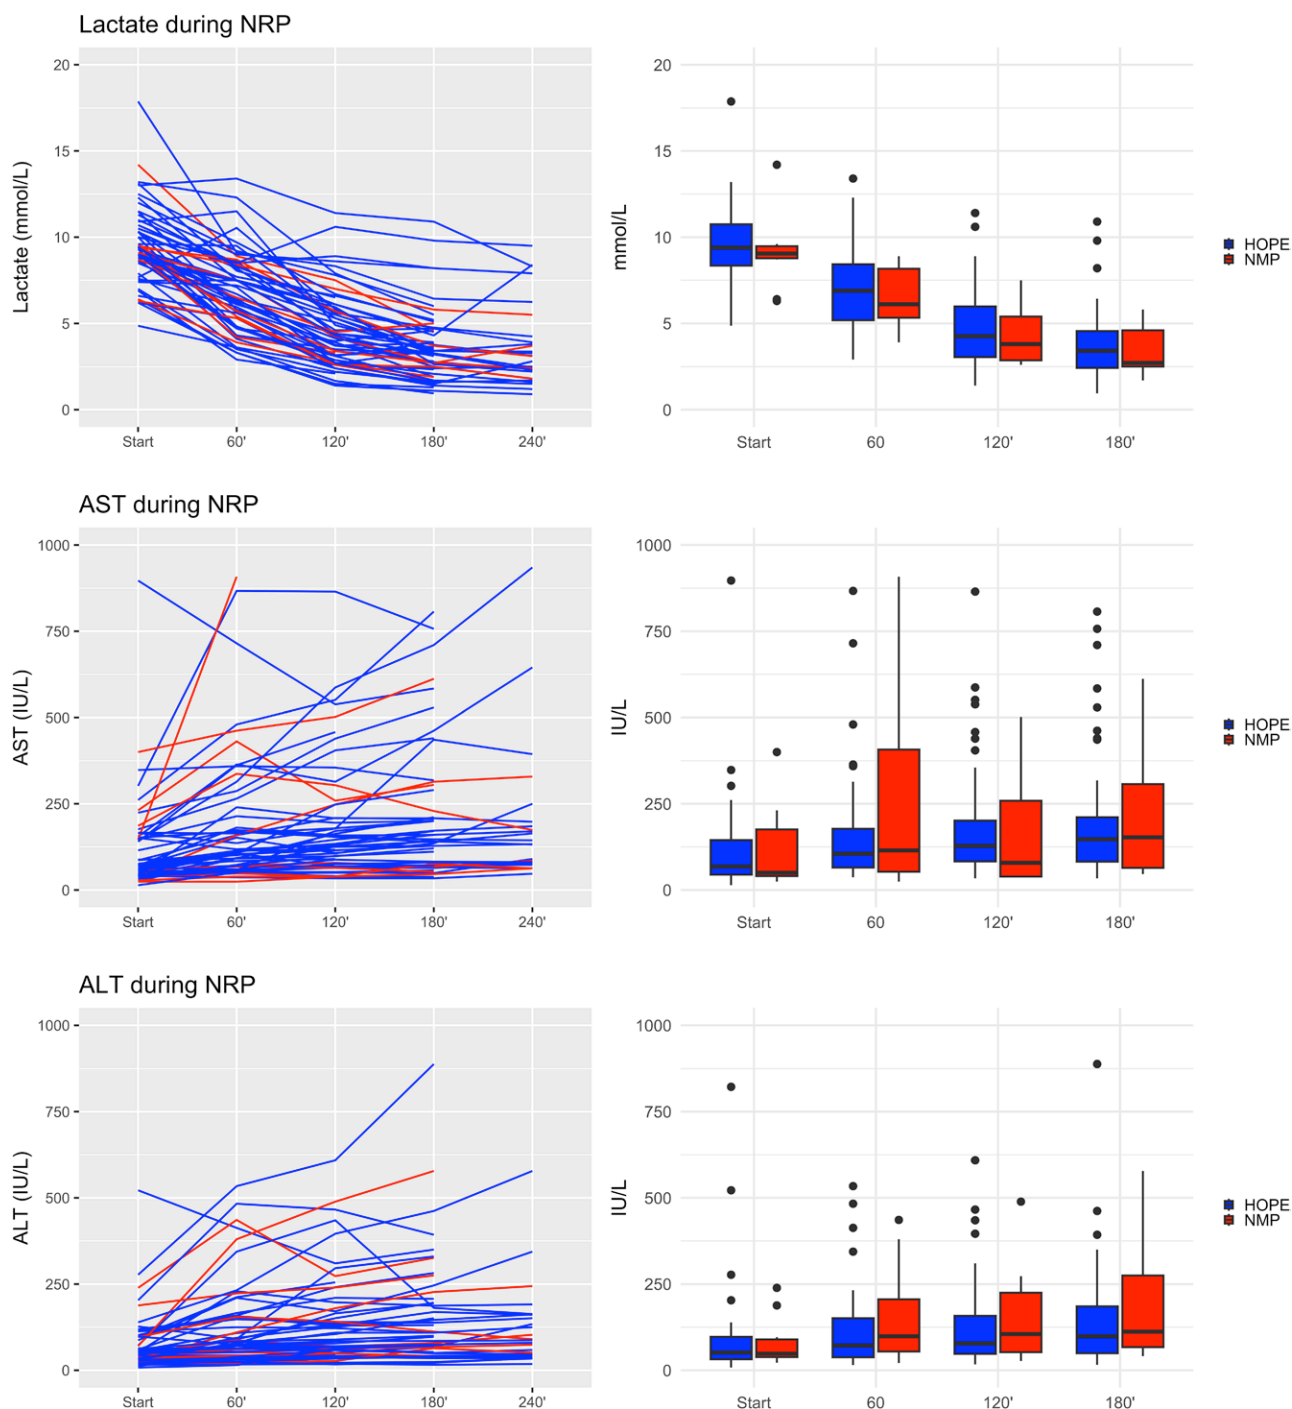 Lactate during NRP
Lactate (mmol/L)
20
15
10
5
0
Start 60' 120' 180' 240'
mmol/L
20
15
10
5
0
Start 60 120' 180'
HOPE
NMP
AST during NRP
AST (IU/L)
1000
750
500
250
0
Start 60' 120' 180' 240'
IU/L
1000
750
500
250
0
Start 60 120' 180'
HOPE
NMP
ALT during NRP
ALT (IU/L)
1000
750
500
250
0
Start 60' 120' 180' 240'
IU/L
1000
750
500
250
0
Start 60 120' 180'
HOPE
NMP